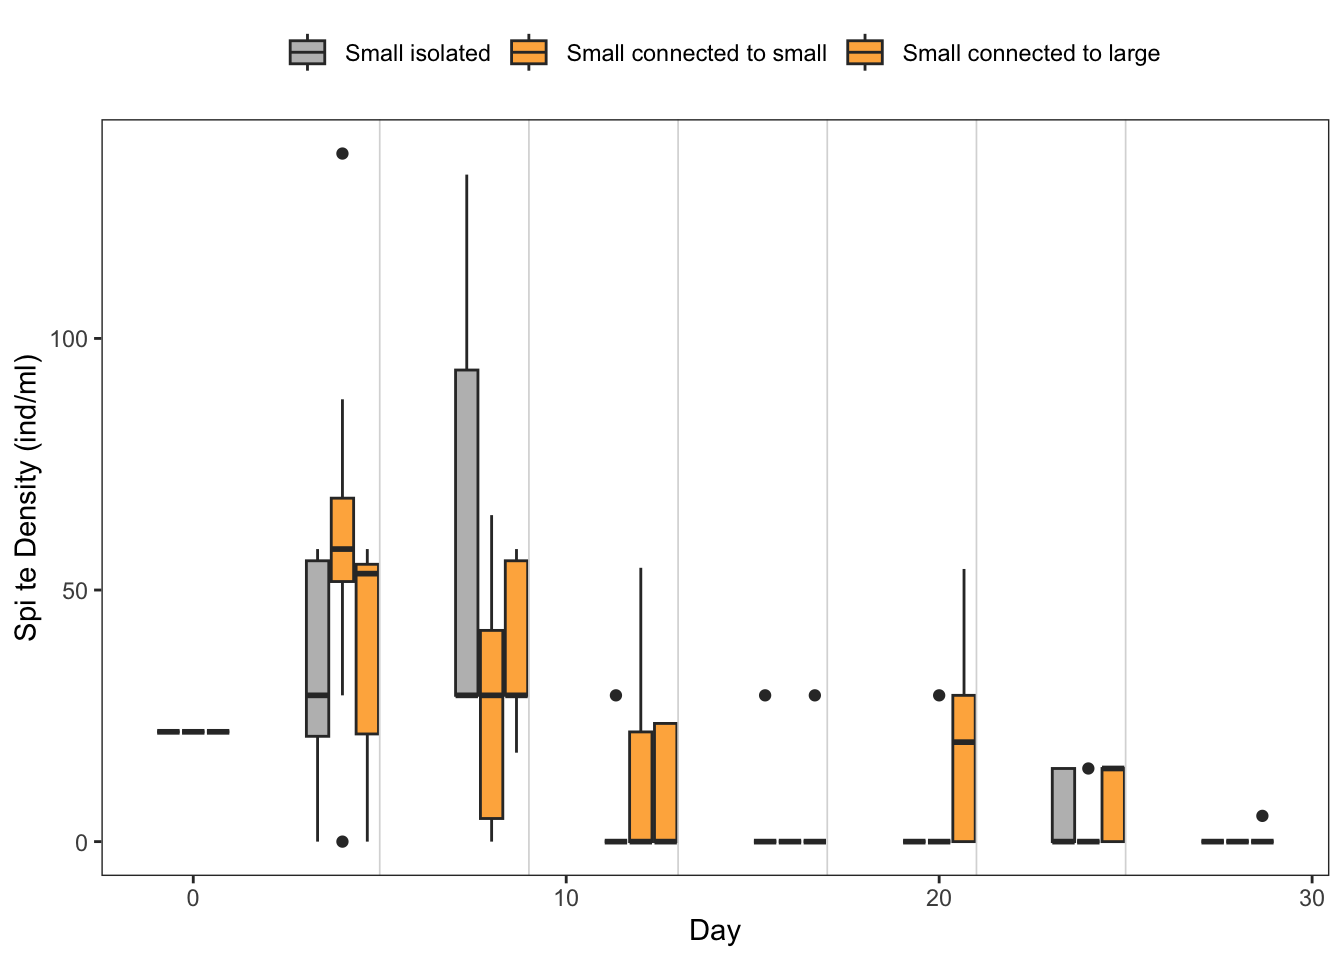 Small isolated Small connected to small Small connected to large
100
50
0
Spi te Density (ind/ml)
0 10 20 30
Day